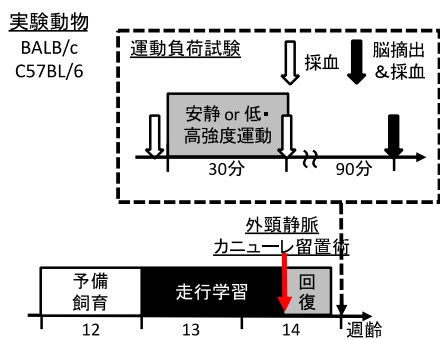 実験動物
BALB/c
C57BL/6
運動負荷試験
採血
脳摘出
&採血
安静 or 低・
高強度運動
30分
90分
外頸静脈
カニューレ留置術
予備
飼育
走行学習
回
復
12
13
14
週齢